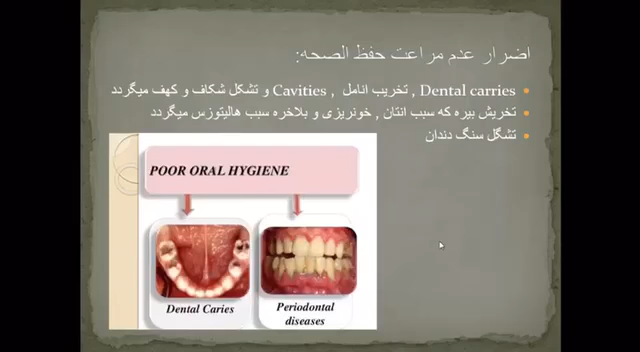 اضرار عدم مراعت حفظ الصحه:
Dental carries , تخریب انامل , Cavities و تشکل شکاف و کهف میگردد
تخریش بیره که سبب انتان , خونریزی و بلاخره سبب هالیتوزس میگردد
تشگل سنگ دندان
POOR ORAL HYGIENE
Dental Caries
Periodontal
diseases